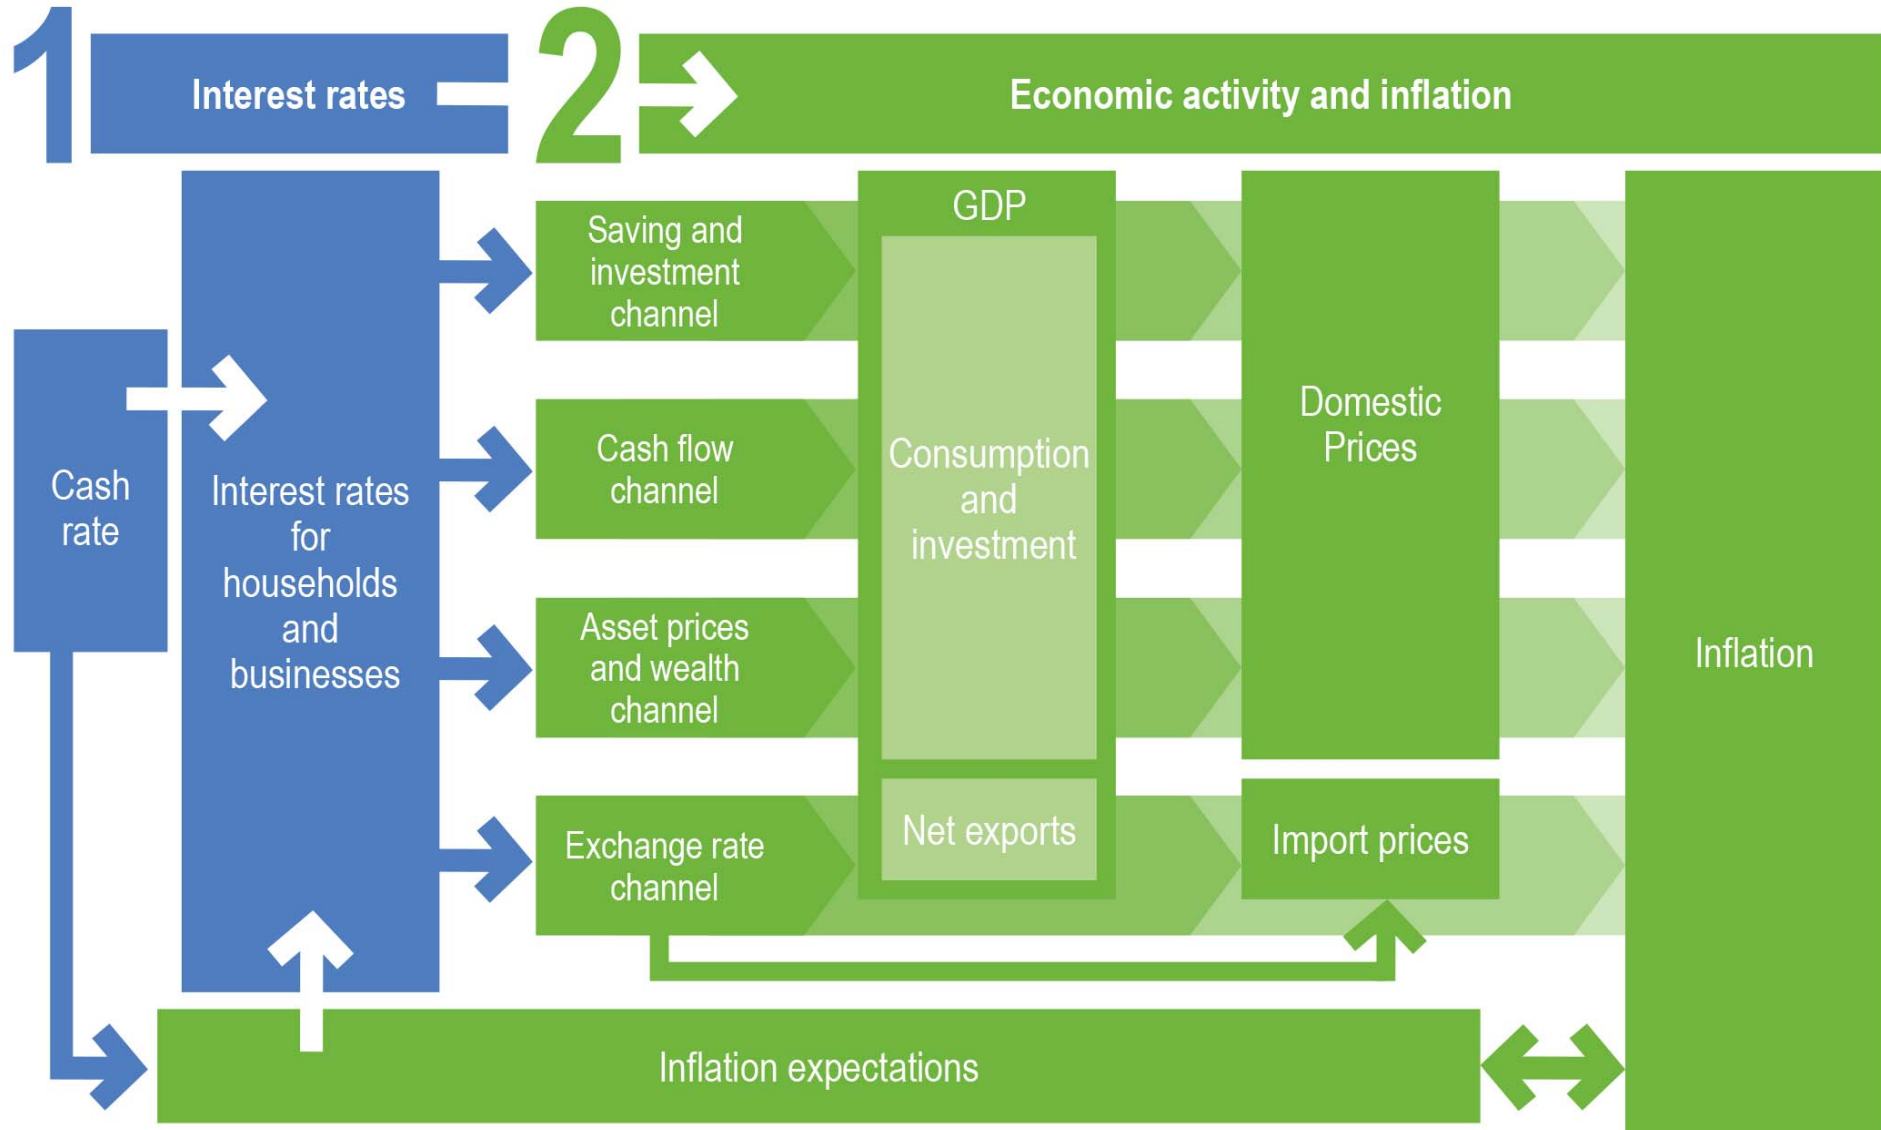 1
Interest rates
2
Economic activity and inflation
Cash
rate
Interest rates
for
households
and
businesses
Saving and
investment
channel
Cash flow
channel
Asset prices
and wealth
channel
Exchange rate
channel
GDP
Consumption
and
investment
Net exports
Domestic
Prices
Import prices
Inflation
Inflation expectations